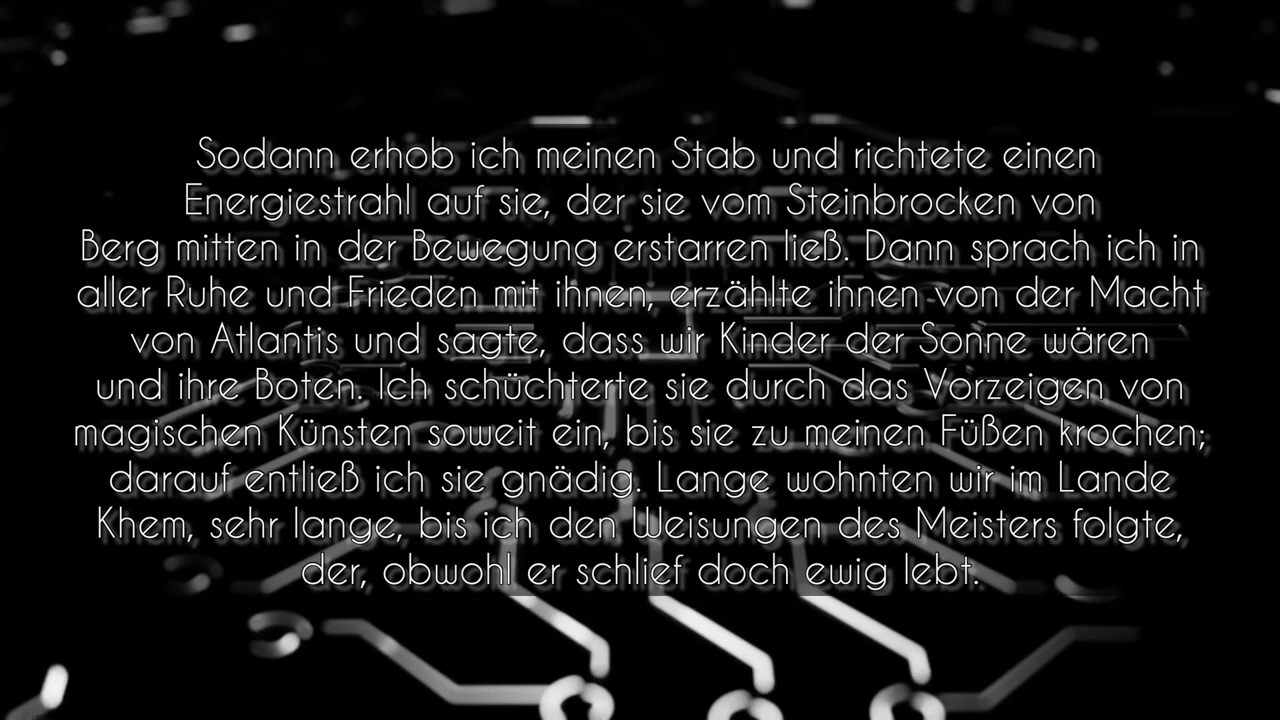 Sodann erhob ich meinen Stab und richtete einen
Energiestrahl auf sie, der sie vom Steinbrocken von
Berg mitten in der Bewegung erstarren ließ. Dann sprach ich in
aller Ruhe und Frieden mit ihnen, erzählte ihnen von der Macht
von Atlantis und sagte, dass wir Kinder der Sonne wären
und ihre Boten. Ich schüchterte sie durch das Vorzeigen von
magischen Künsten soweit ein, bis sie zu meinen Füßen krochen;
darauf entließ ich sie gnädig. Lange wohnten wir im Lande
Khem, sehr lange, bis ich den Weisungen des Meisters folgte,
der, obwohl er schlief doch ewig lebt.